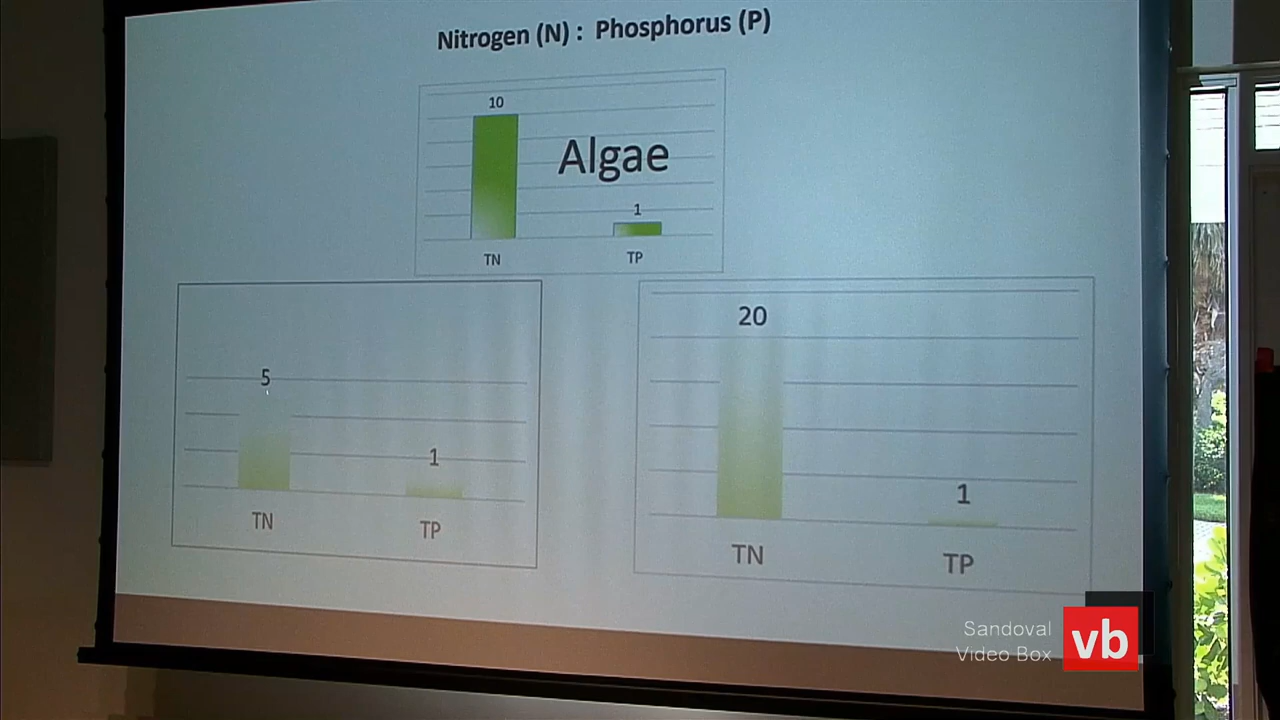 Nitrogen (N) : Phosphorus (P)
10
Algae
1
TN
TP
5
1
TN
TP
20
1
TN
TP
Sandoval
Video Box
vb